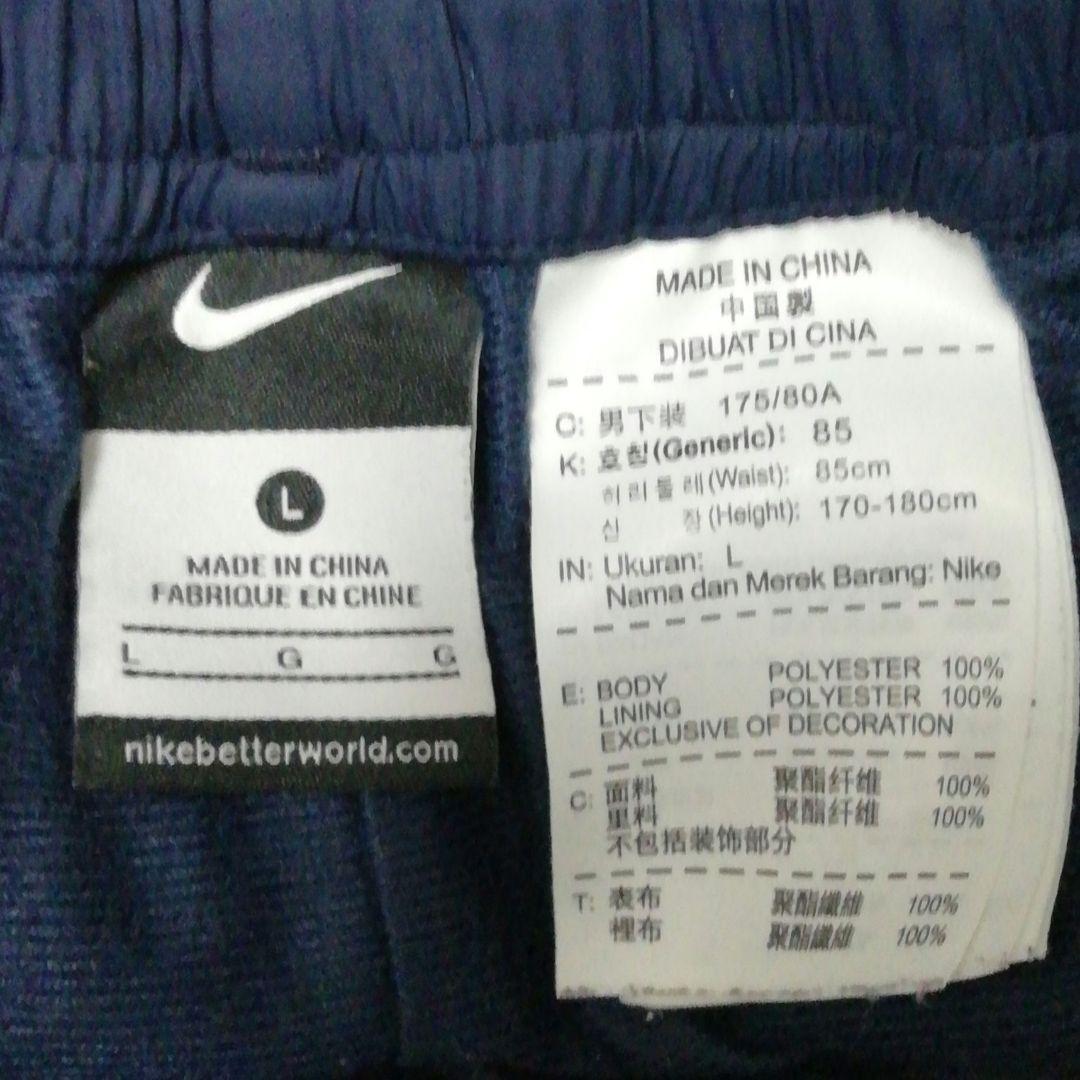 L
MADE IN CHINA
FABRIQUE EN CHINE
L G G
nikebetterworld.com
MADE IN CHINA
中国製
DIBUAT DI CINA
C: 男下装 175/80A
K: 호칭(Generic): 85
허리둘레(Waist): 85cm
신 장(Height): 170-180cm
IN: Ukuran: L
Nama dan Merek Barang: Nike
E: BODY POLYESTER 100%
LINING POLYESTER 100%
EXCLUSIVE OF DECORATION
C: 面料 聚酯纤维 100%
里料 聚酯纤维 100%
不包括装饰部分
T: 表布 聚酯纖維 100%
裡布 聚酯纖維 100%